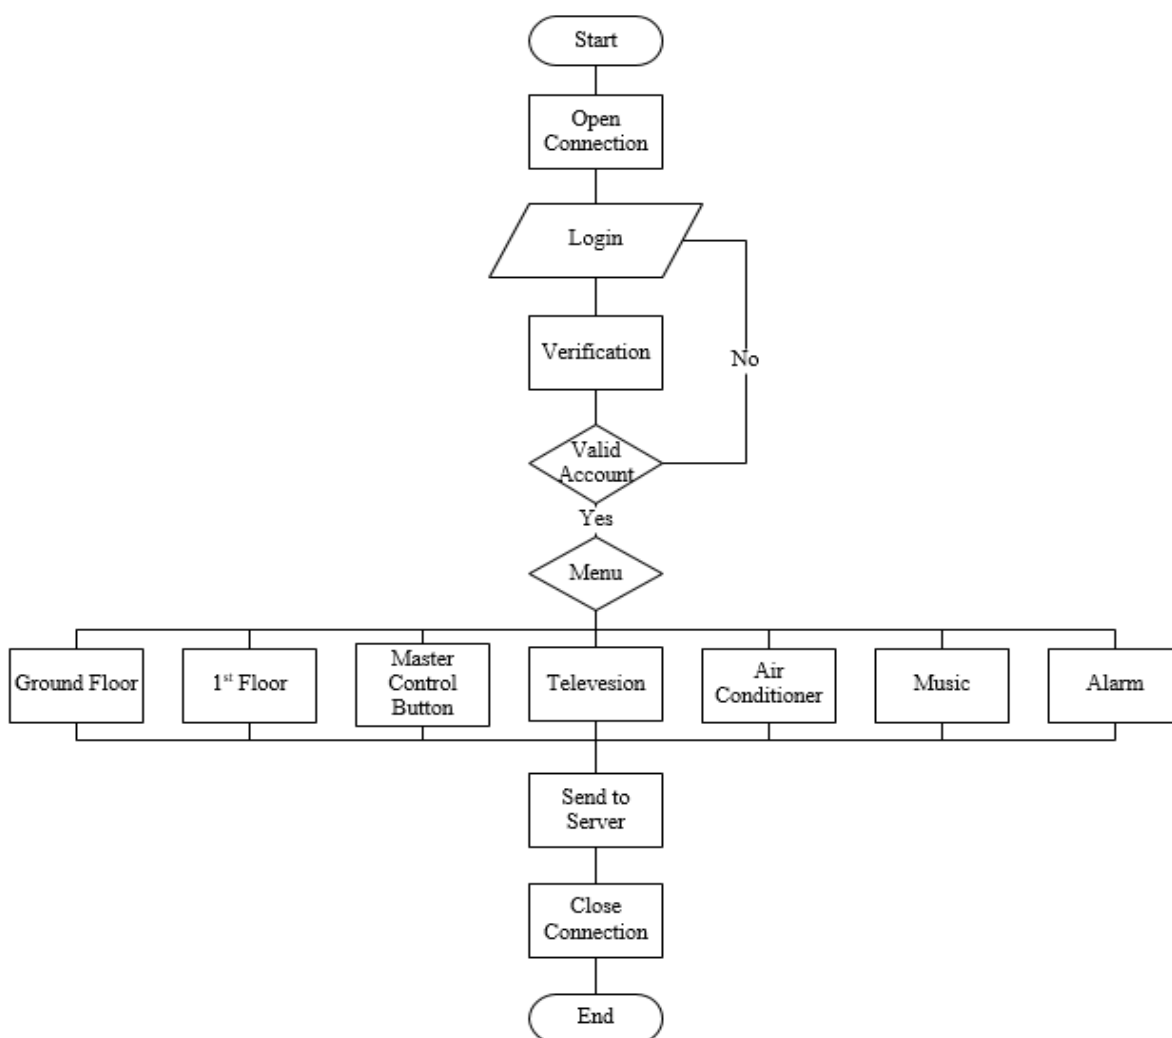 Start
Open
Connection
Login
Verification
No
Valid
Account
Yes
Menu
Ground Floor
1st Floor
Master
Control
Button
Televesion
Air
Conditioner
Music
Alarm
Send to
Server
Close
Connection
End